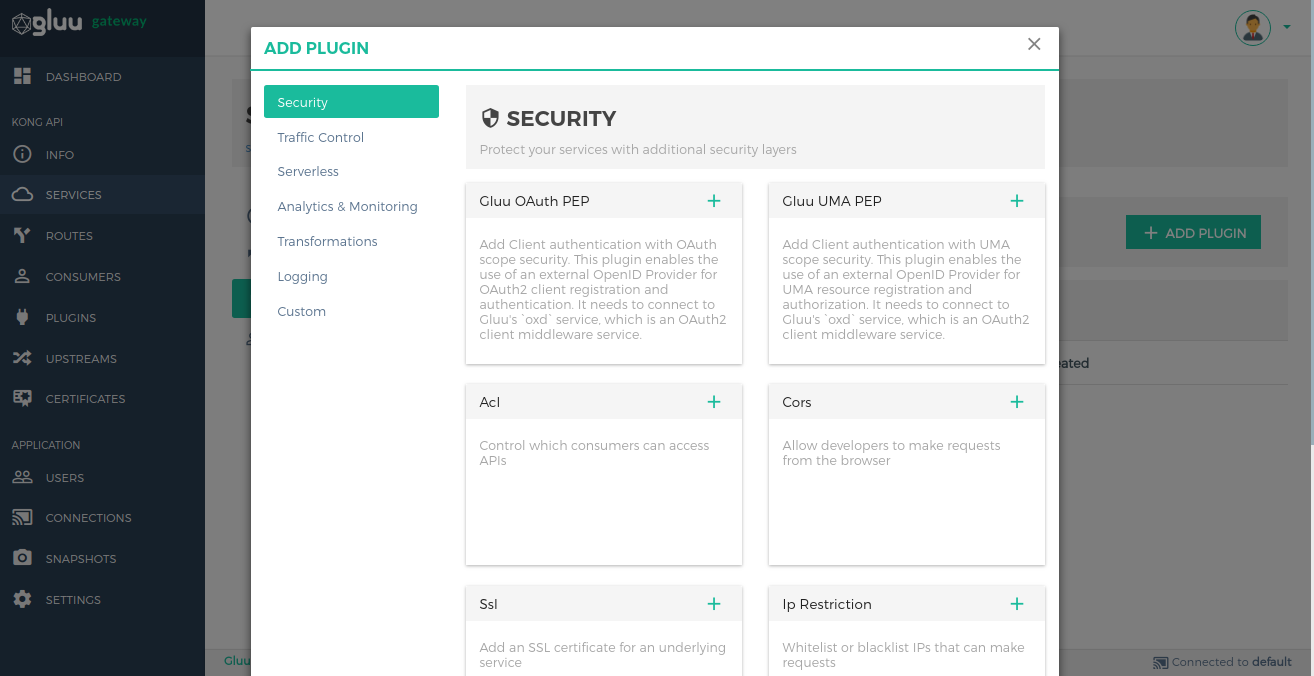 gluu gateway
DASHBOARD
KONG API
INFO
SERVICES
ROUTES
CONSUMERS
PLUGINS
UPSTREAMS
CERTIFICATES
APPLICATION
USERS
CONNECTIONS
SNAPSHOTS
SETTINGS
ADD PLUGIN
Security
Traffic Control
Serverless
Analytics & Monitoring
Transformations
Logging
Custom
SECURITY
Protect your services with additional security layers
Gluu OAuth PEP
Add Client authentication with OAuth
scope security. This plugin enables the
use of an external OpenID Provider for
OAuth2 client registration and
authentication. It needs to connect to
Gluu's `oxd` service, which is an OAuth2
client middleware service.
Gluu UMA PEP
Add Client authentication with UMA
scope security. This plugin enables the
use of an external OpenID Provider for
UMA resource registration and
authorization. It needs to connect to
Gluu's `oxd` service, which is an OAuth2
client middleware service.
Acl
Control which consumers can access
APIs
Cors
Allow developers to make requests
from the browser
Ssl
Add an SSL certificate for an underlying
service
Ip Restriction
Whitelist or blacklist IPs that can make
requests
ADD PLUGIN
eated
Gluu
Connected to default